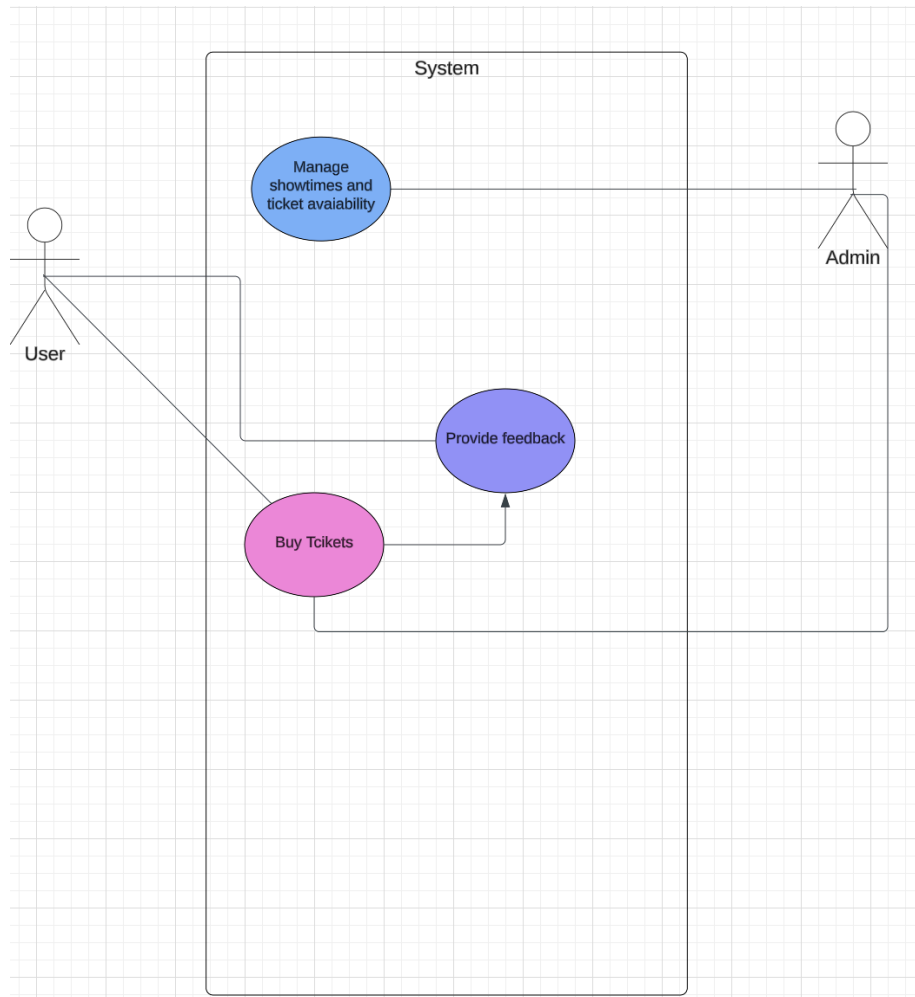 System
Manage
showtimes and
ticket avaiability
Admin
User
Provide feedback
Buy Tcikets